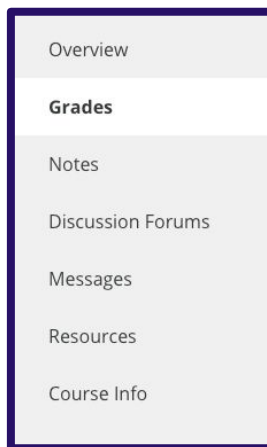 Overview
Grades
Notes
Discussion Forums
Messages
Resources
Course Info